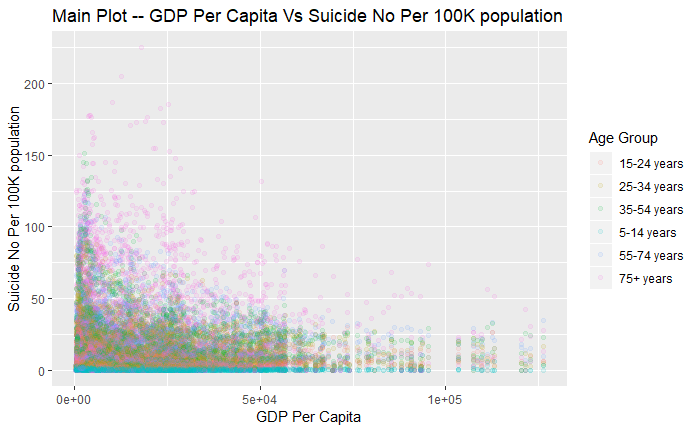 Main Plot -- GDP Per Capita Vs Suicide No Per 100K population
Suicide No Per 100K population
200
150
100
50
0
0e+00
5e+04
1e+05
GDP Per Capita
Age Group
15-24 years
25-34 years
35-54 years
5-14 years
55-74 years
75+ years